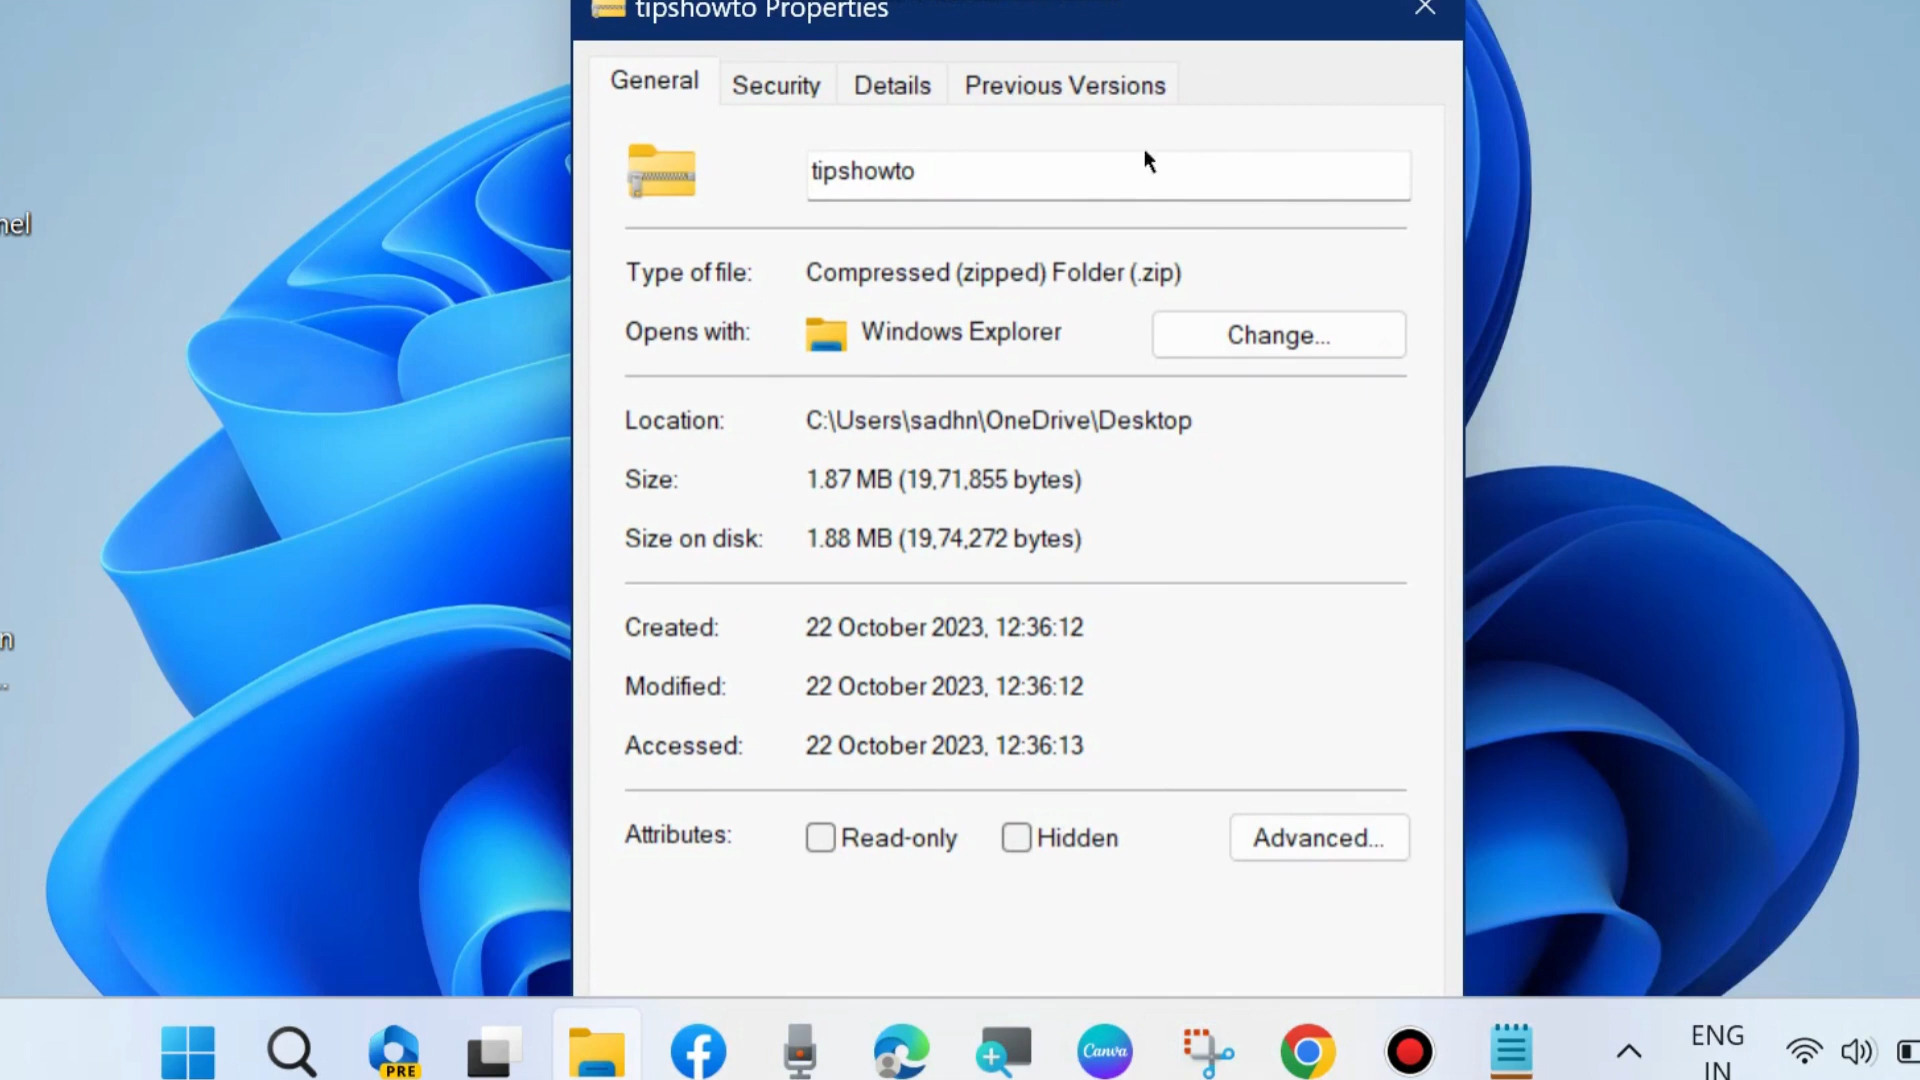 tipshowto Properties
General Security Details Previous Versions
nel
tipshowto
Type of file: Compressed (zipped) Folder (.zip)
Opens with: Windows Explorer Change...
Location: C:\Users\sadhn\OneDrive\Desktop
Size: 1.87 MB (19,71,855 bytes)
Size on disk: 1.88 MB (19,74,272 bytes)
Created: 22 October 2023, 12:36:12
n
Modified: 22 October 2023, 12:36:12
..
Accessed: 22 October 2023, 12:36:13
Attributes: Read-only Hidden Advanced...
PRE
Canva
ENG
IN